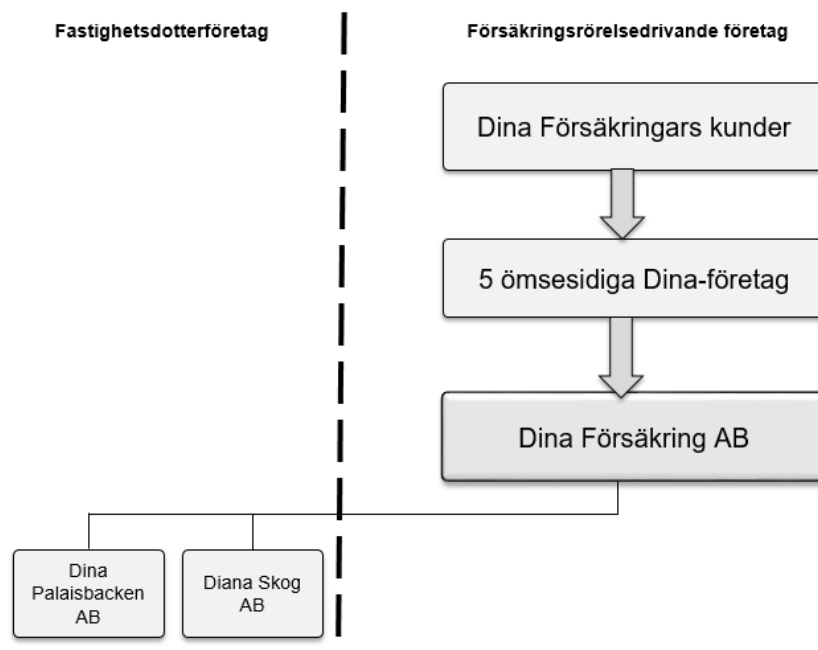 Fastighetsdotterföretag
Försäkringsrörelsedrivande företag
Dina Försäkringars kunder
5 ömsesidiga Dina-företag
Dina Försäkring AB
Dina
Palaisbacken
AB
Diana Skog
AB